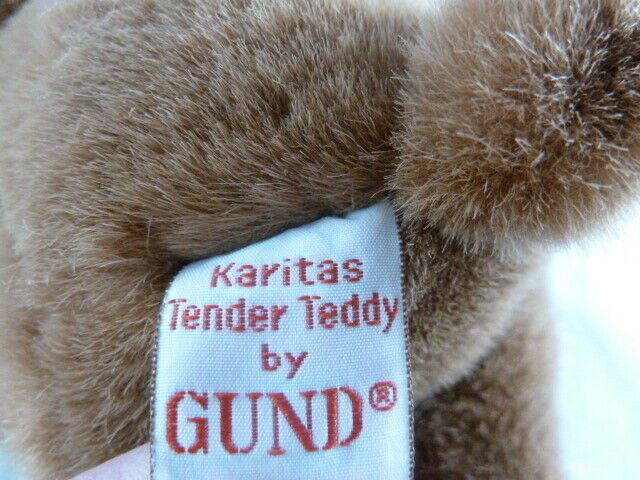 Karitas
Tender Teddy
by
GUND®